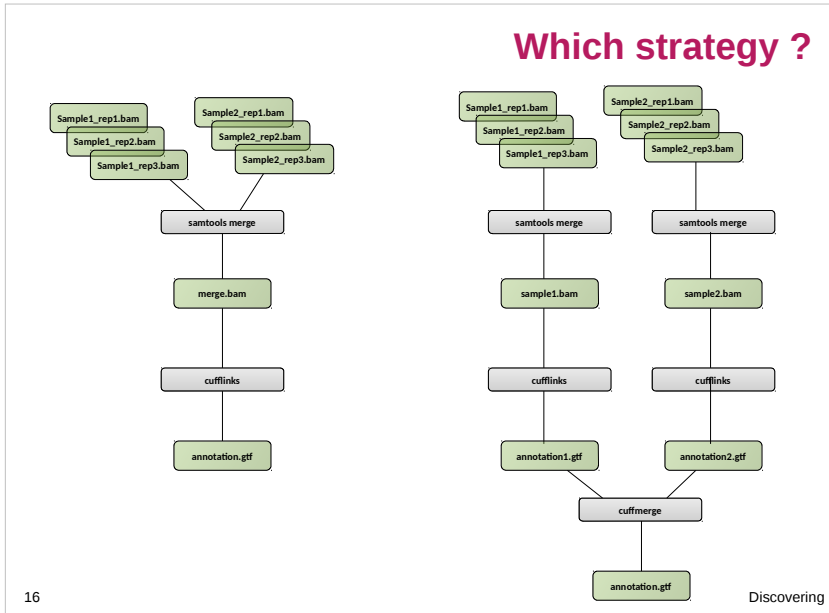 Which strategy ?
Sample1_rep1.bam
Sample1_rep2.bam
Sample1_rep3.bam
Sample2_rep1.bam
Sample2_rep2.bam
Sample2_rep3.bam
samtools merge
merge.bam
cufflinks
annotation.gtf
Sample1_rep1.bam
Sample1_rep2.bam
Sample1_rep3.bam
Sample2_rep1.bam
Sample2_rep2.bam
Sample2_rep3.bam
samtools merge
samtools merge
sample1.bam
sample2.bam
cufflinks
cufflinks
annotation1.gtf
annotation2.gtf
cuffmerge
annotation.gtf
16
Discovering